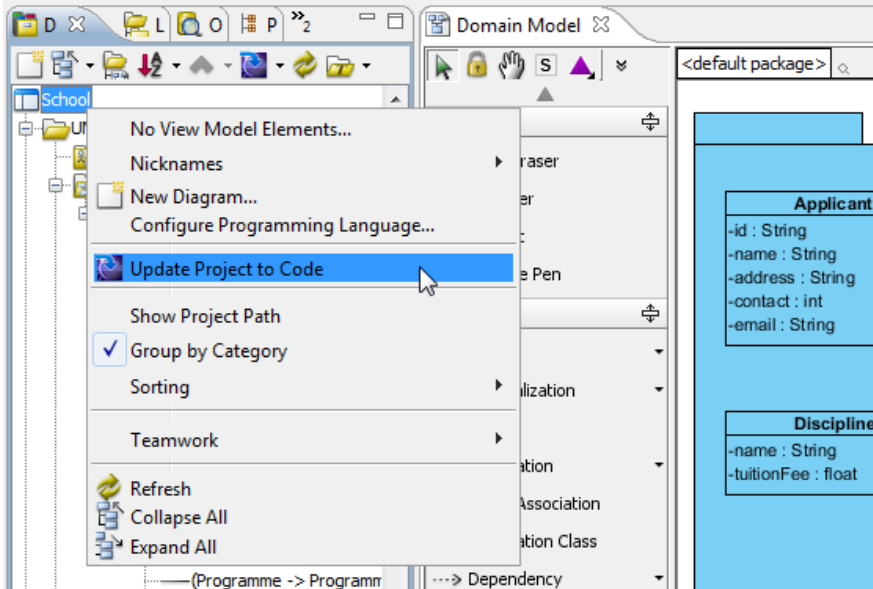 D
L
O
P
»2
Domain Model
S
<default package>
School
No View Model Elements...
Nicknames
New Diagram...
Configure Programming Language...
Update Project to Code
Show Project Path
Group by Category
Sorting
Teamwork
Refresh
Collapse All
Expand All
(Programme -> Programm
raser
er
e Pen
lization
ation
Association
ation Class
Dependency
Applicant
-id : String
-name : String
-address : String
-contact : int
-email : String
Discipline
-name : String
-tuitionFee : float